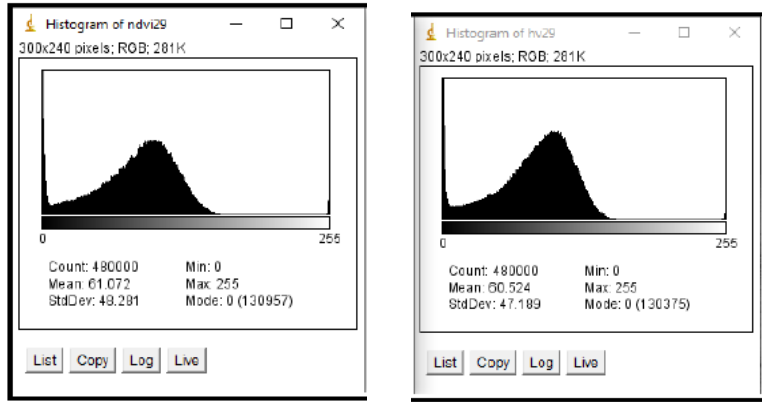 Histogram of ndvi29
300x240 pixels; RGB; 281K
0 255
Count: 480000 Min: 0
Mean: 61.072 Max: 255
StdDev: 48.281 Mode: 0 (130957)
List Copy Log Live
Histogram of hv29
300x240 pixels; RGB; 281K
0 255
Count: 480000 Min: 0
Mean: 60.524 Max: 255
StdDev: 47.189 Mode: 0 (130375)
List Copy Log Live